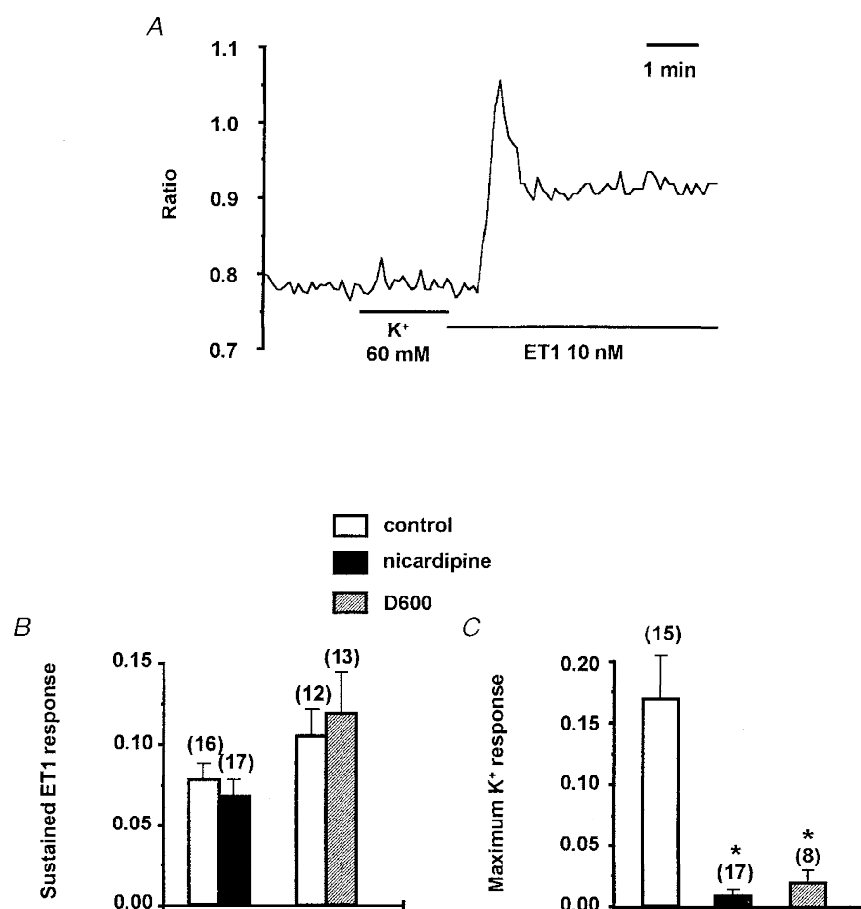 A
1.1
1.0
0.9
0.8
0.7
Ratio
1 min
K⁺
60 mM
ET1 10 nM
control
nicardipine
D600
B
Sustained ET1 response
0.15
0.10
0.05
0.00
(16)
(17)
(12)
(13)
C
Maximum K⁺ response
0.20
0.15
0.10
0.05
0.00
(15)
*
(17)
*
(8)